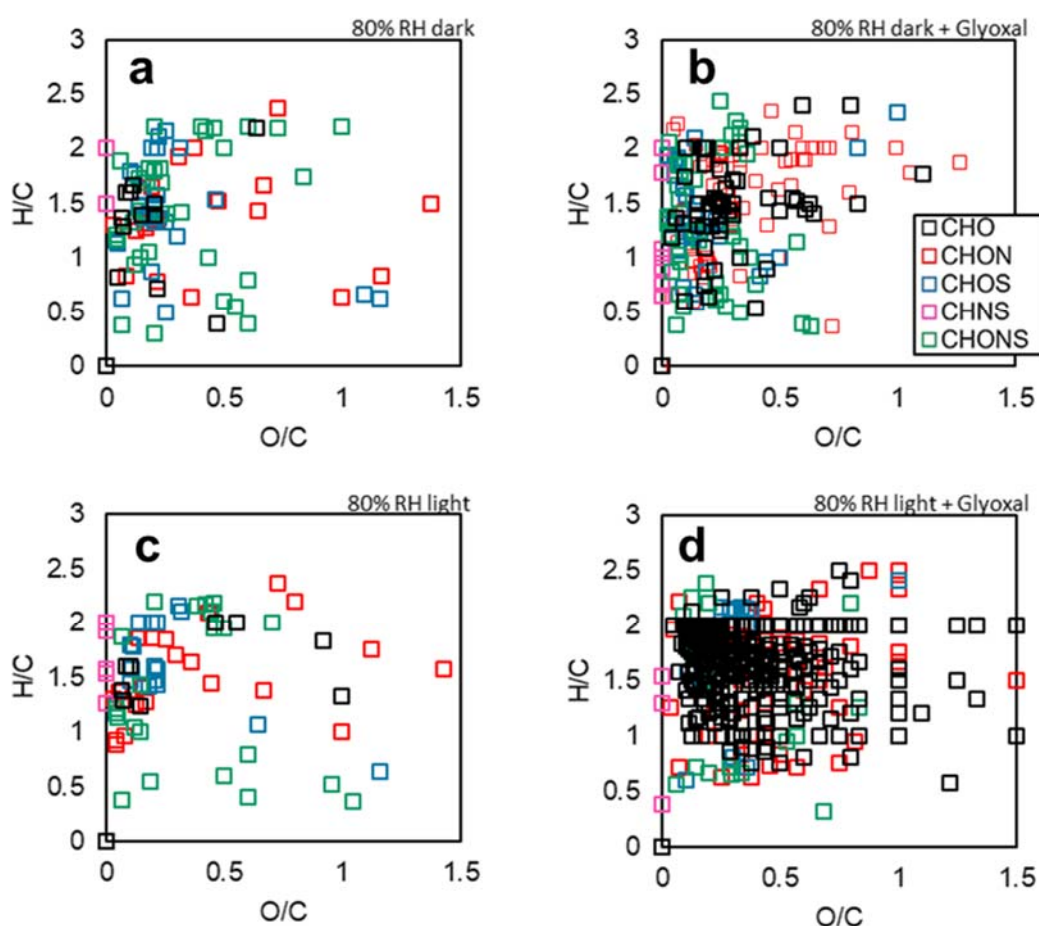 80% RH dark
a
3
2.5
2
1.5
1
0.5
0
H/C
0 0.5 1 1.5
O/C
80% RH dark + Glyoxal
b
3
2.5
2
1.5
1
0.5
0
H/C
0 0.5 1 1.5
O/C
CHO
CHON
CHOS
CHNS
CHONS
80% RH light
c
3
2.5
2
1.5
1
0.5
0
H/C
0 0.5 1 1.5
O/C
80% RH light + Glyoxal
d
3
2.5
2
1.5
1
0.5
0
H/C
0 0.5 1 1.5
O/C